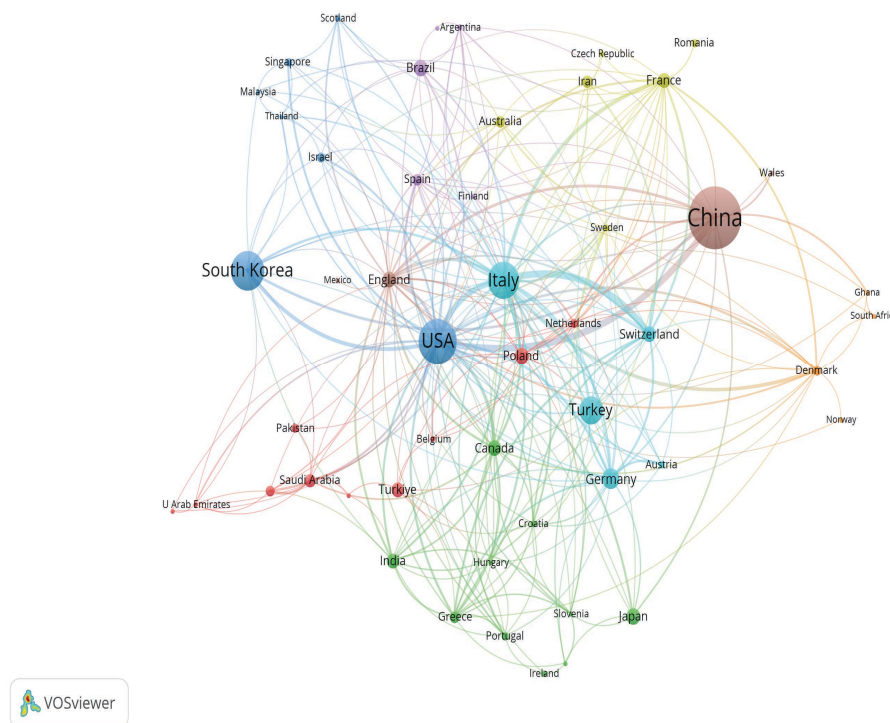 Scotland
Argentina
Romania
Czech Republic
Singapore
Brazil
Iran
France
Malaysia
Thailand
Australia
Israel
Wales
Spain
Finland
China
Sweden
South Korea
Mexico
England
Italy
Ghana
South Afri
Netherlands
USA
Switzerland
Poland
Denmark
Turkey
Norway
Pakistan
Belgium
Canada
Austria
Saudi Arabia
Germany
Turkiye
U Arab Emirates
Croatia
India
Hungary
Greece
Slovenia
Japan
Portugal
Ireland
VOSviewer